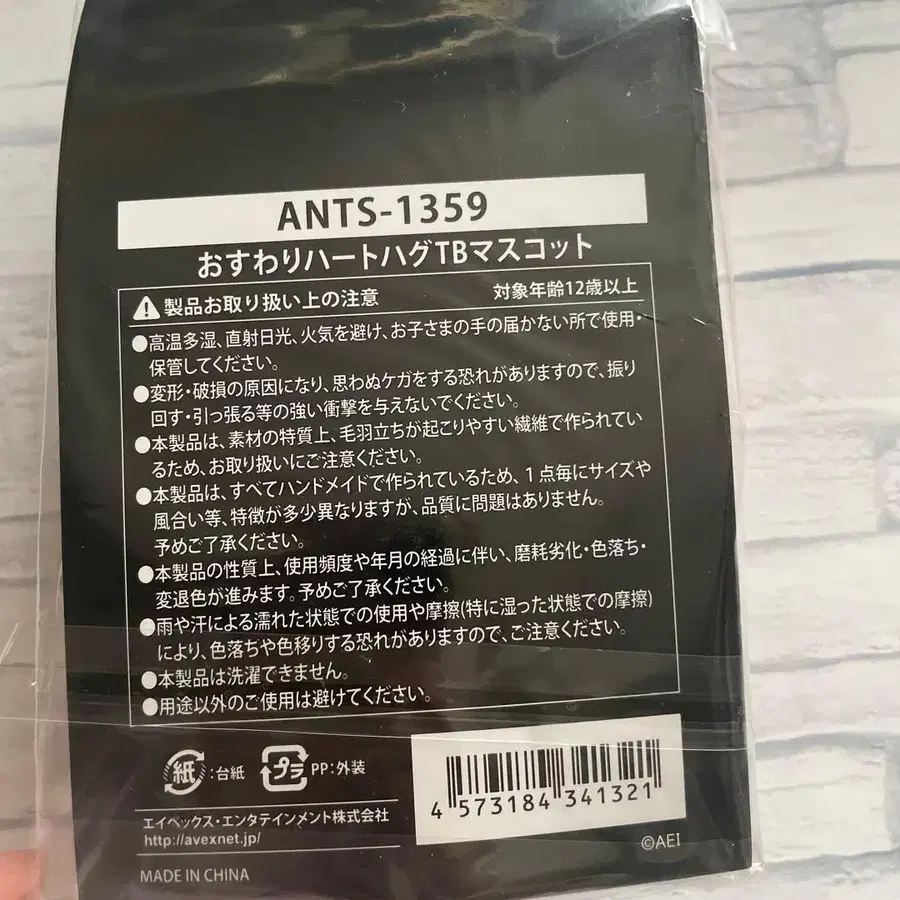 ANTS-1359
おすわりハートハグTBマスコット
製品お取り扱い上の注意 対象年齢12歳以上
●高温多湿、直射日光、火気を避け、お子さまの手の届かない所で使用・
保管してください。
●変形・破損の原因になり、思わぬケガをする恐れがありますので、振り
回す・引っ張る等の強い衝撃を与えないでください。
●本製品は、素材の特質上、毛羽立ちが起こりやすい繊維で作られてい
るため、お取り扱いにご注意ください。
●本製品は、すべてハンドメイドで作られているため、1点毎にサイズや
風合い等、特徴が多少異なりますが、品質に問題はありません。
予めご了承ください。
●本製品の性質上、使用頻度や年月の経過に伴い、磨耗劣化・色落ち・
変退色が進みます。予めご了承ください。
●雨や汗による濡れた状態での使用や摩擦(特に湿った状態での摩擦)
により、色落ちや色移りする恐れがありますので、ご注意ください。
●本製品は洗濯できません。
●用途以外のご使用は避けてください。
紙:台紙 プラ PP:外装
エイベックス・エンタテインメント株式会社
http://avexnet.jp/
MADE IN CHINA
4 573184 341321
©AEI